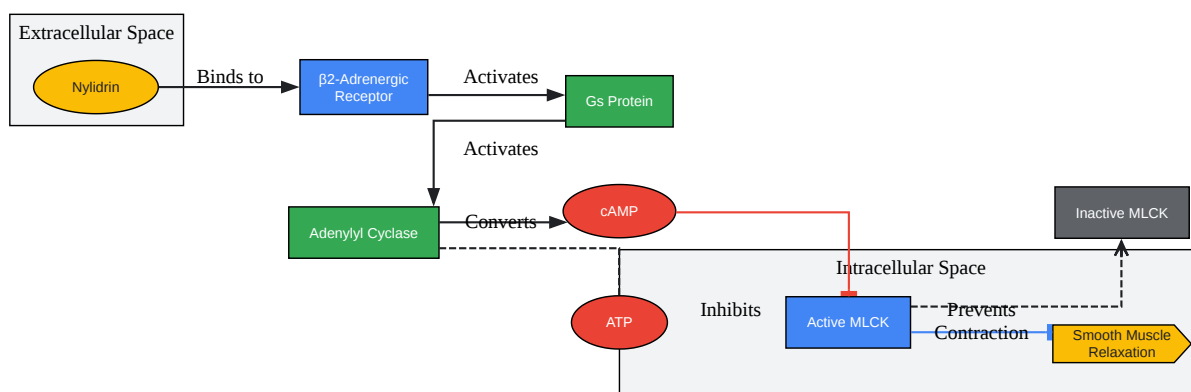 Extracellular Space
Nylidrin
Binds to
β2-Adrenergic
Receptor
Activates
Gs Protein
Activates
Adenylyl Cyclase
Converts
cAMP
Inactive MLCK
Intracellular Space
ATP
Inhibits
Active MLCK
Prevents
Contraction
Smooth Muscle
Relaxation